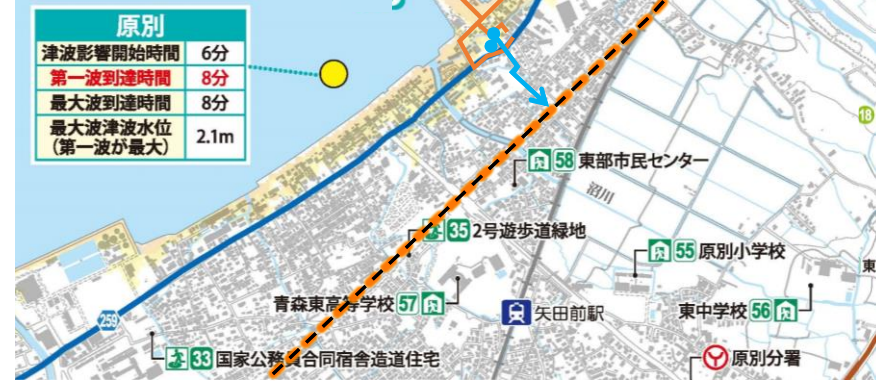 原別
津波影響開始時間 6分
第一波到達時間 8分
最大波到達時間 8分
最大波津波水位
(第一波が最大) 2.1m
18
58 東部市民センター
沼川
35 2号遊歩道緑地
55 原別小学校
東
青森東高等学校 57
矢田前駅
東中学校 56
259
33 国家公務員合同宿舎造道住宅
原別分署